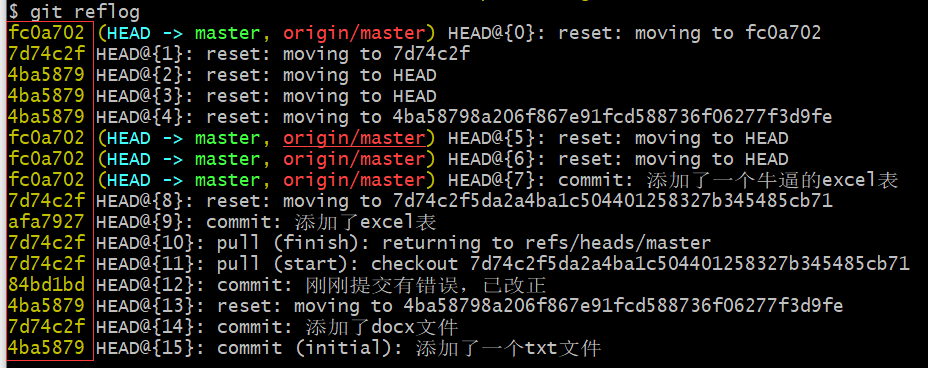 $ git reflog
fc0a702 (HEAD -> master, origin/master) HEAD@{0}: reset: moving to fc0a702
7d74c2f HEAD@{1}: reset: moving to 7d74c2f
4ba5879 HEAD@{2}: reset: moving to HEAD
4ba5879 HEAD@{3}: reset: moving to HEAD
4ba5879 HEAD@{4}: reset: moving to 4ba58798a206f867e91fcd588736f06277f3d9fe
fc0a702 (HEAD -> master, origin/master) HEAD@{5}: reset: moving to HEAD
fc0a702 (HEAD -> master, origin/master) HEAD@{6}: reset: moving to HEAD
fc0a702 (HEAD -> master, origin/master) HEAD@{7}: commit: 添加了一个牛逼的excel表
7d74c2f HEAD@{8}: reset: moving to 7d74c2f5da2a4ba1c504401258327b345485cb71
afa7927 HEAD@{9}: commit: 添加了excel表
7d74c2f HEAD@{10}: pull (finish): returning to refs/heads/master
7d74c2f HEAD@{11}: pull (start): checkout 7d74c2f5da2a4ba1c504401258327b345485cb71
84bd1bd HEAD@{12}: commit: 刚刚提交有错误，已改正
4ba5879 HEAD@{13}: reset: moving to 4ba58798a206f867e91fcd588736f06277f3d9fe
7d74c2f HEAD@{14}: commit: 添加了docx文件
4ba5879 HEAD@{15}: commit (initial): 添加了一个txt文件